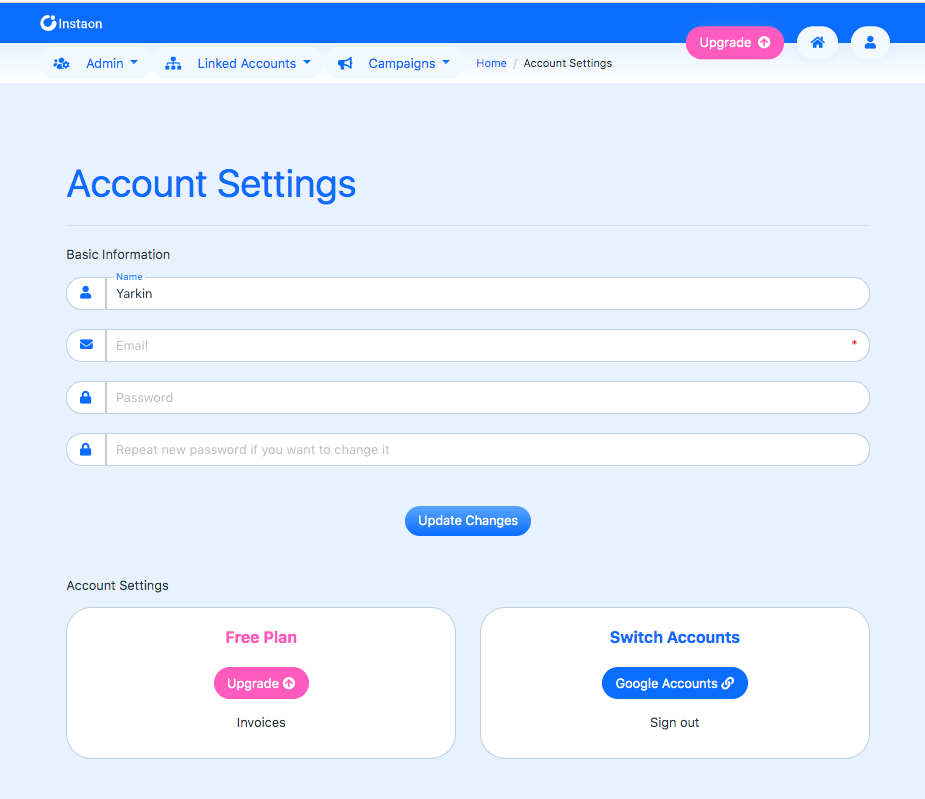 Instaon
Upgrade
Admin Linked Accounts Campaigns Home / Account Settings
Account Settings
Basic Information
Name
Yarkin
Email *
Password
Repeat new password if you want to change it
Update Changes
Account Settings
Free Plan
Upgrade
Invoices
Switch Accounts
Google Accounts
Sign out